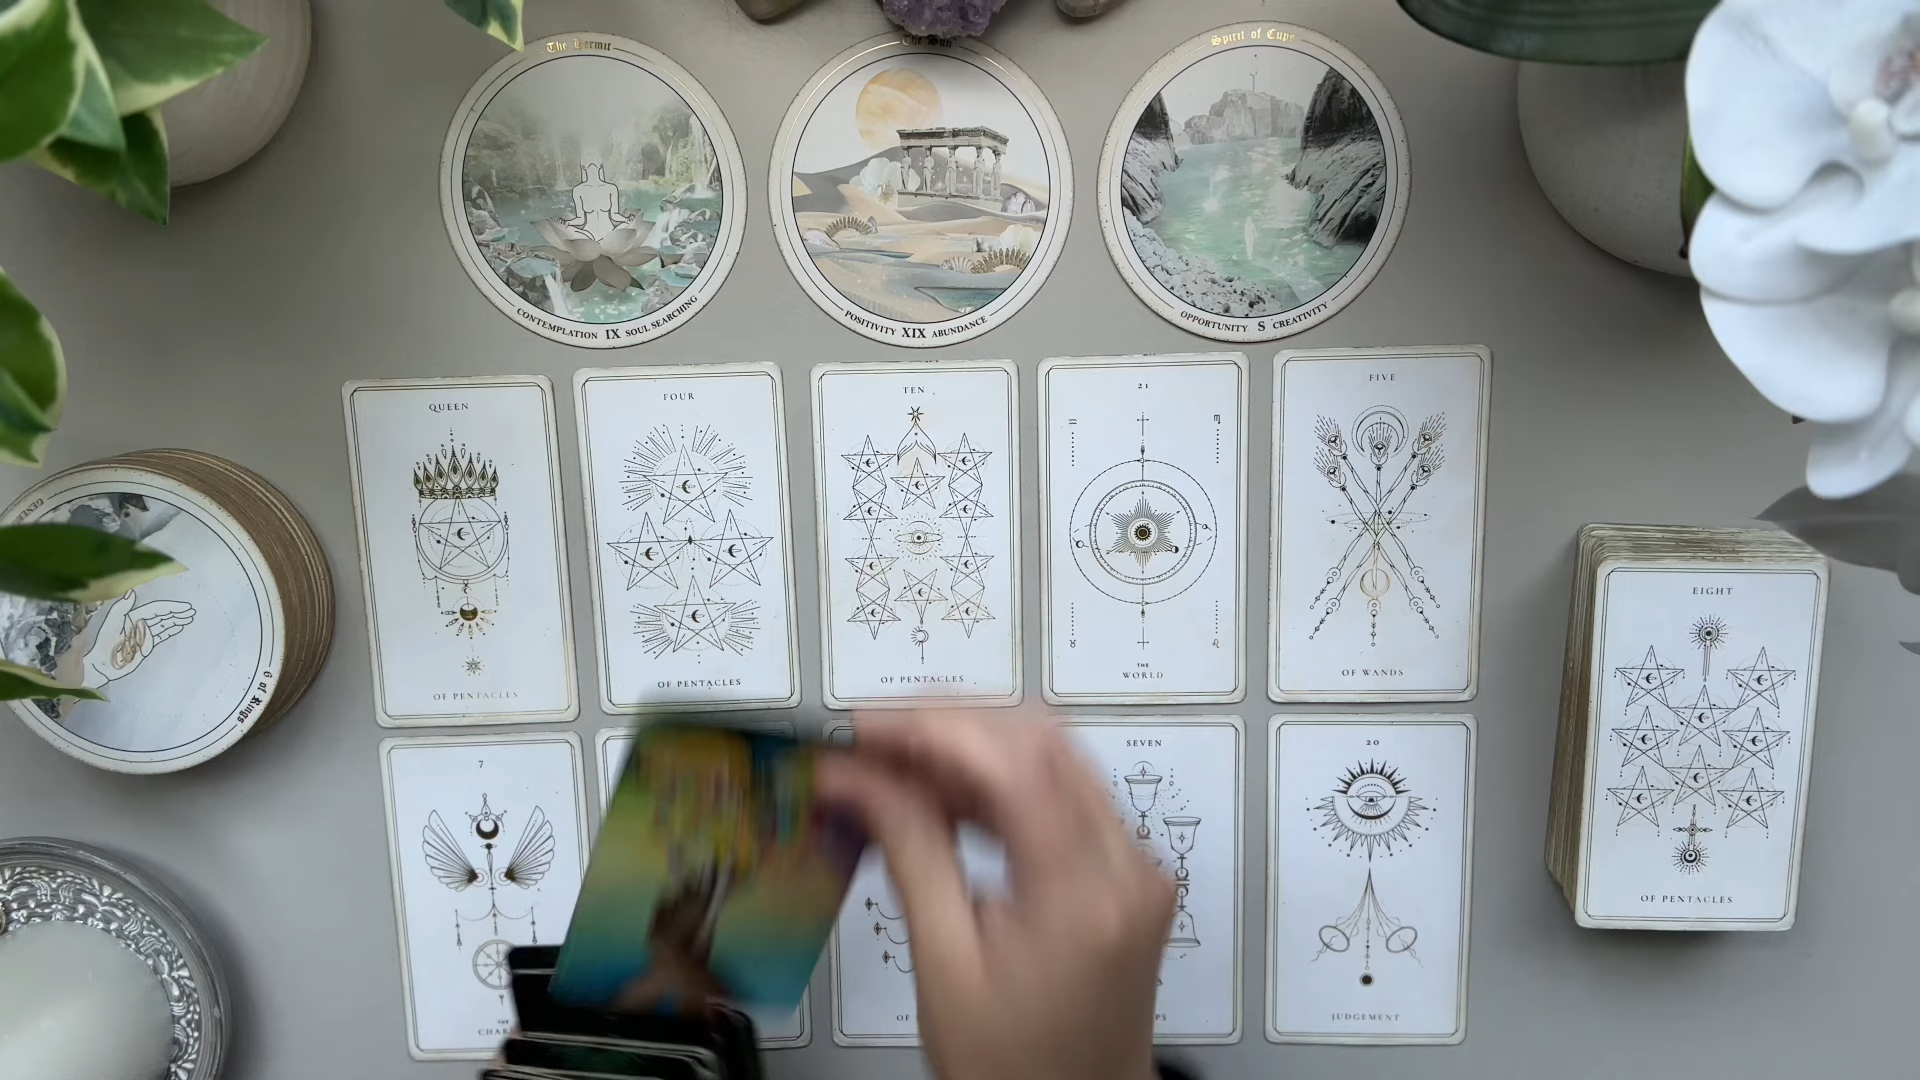 The Hermit
CONTEMPLATION IX SOUL SEARCHING
The Sun
POSITIVITY XIX ABUNDANCE
Spirit of Cups
OPPORTUNITY S CREATIVITY
QUEEN
OF PENTACLES
FOUR
OF PENTACLES
TEN
OF PENTACLES
21
THE
WORLD
FIVE
OF WANDS
6 of Rings
EIGHT
OF PENTACLES
7
THE
SEVEN
20
JUDGEMENT